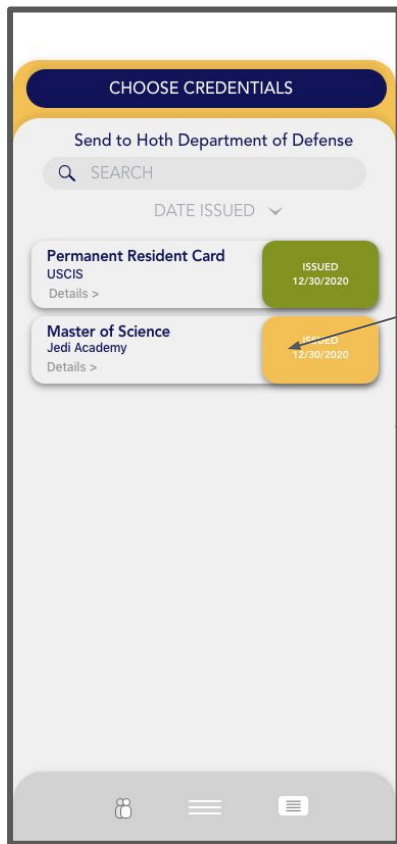 CHOOSE CREDENTIALS
Send to Hoth Department of Defense
SEARCH
DATE ISSUED
Permanent Resident Card
USCIS
Details >
ISSUED
12/30/2020
Master of Science
Jedi Academy
Details >
ISSUED
12/30/2020